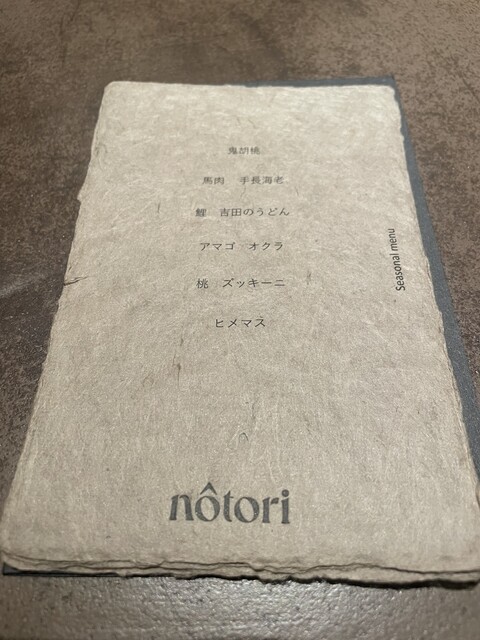 鬼胡桃
馬肉　手長海老
鯉　吉田のうどん
アマゴ　オクラ
桃　ズッキーニ
ヒメマス
Seasonal menu
nôtori